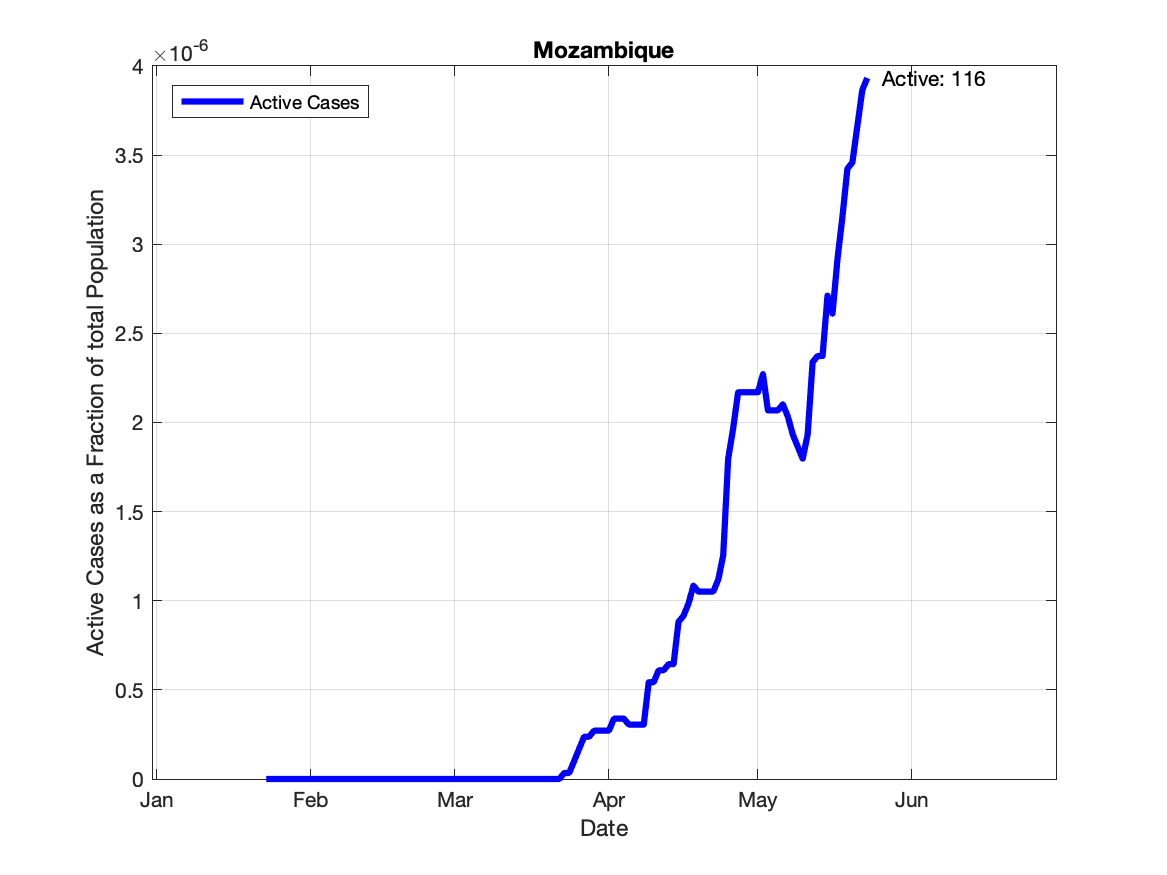 Mozambique
×10-6
4
3.5
3
2.5
2
1.5
1
0.5
0
Active Cases as a Fraction of total Population
Active Cases
Active: 116
Jan Feb Mar Apr May Jun
Date